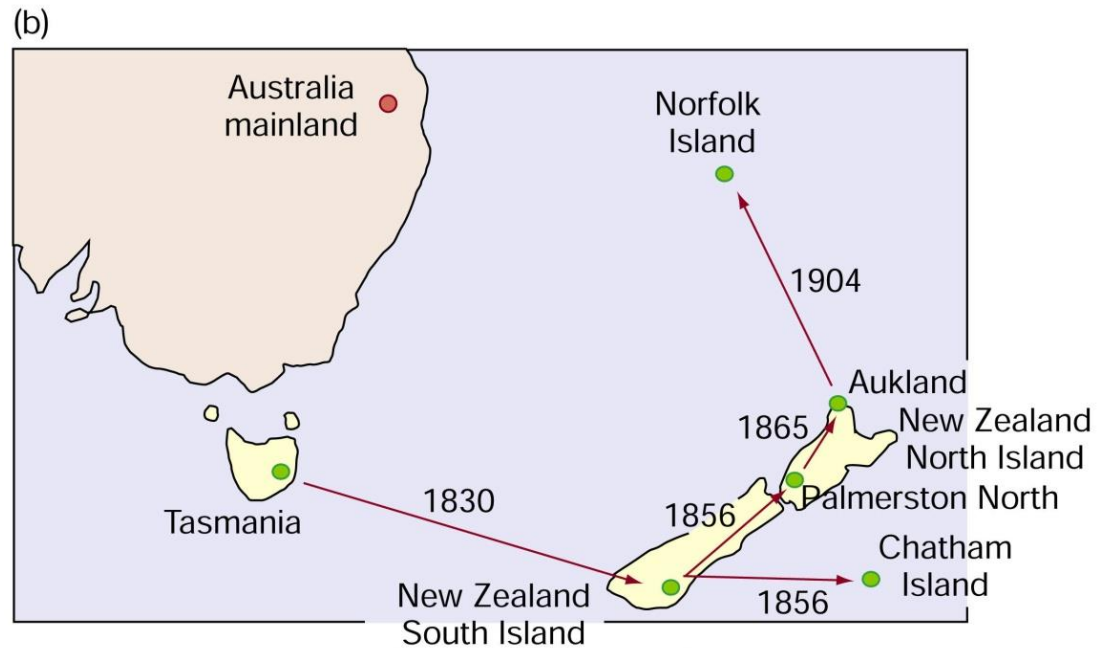 (b)
Australia
mainland
Norfolk
Island
1904
Aukland
1865
New Zealand
North Island
1830
1856
Palmerston North
Tasmania
Chatham
Island
1856
New Zealand
South Island